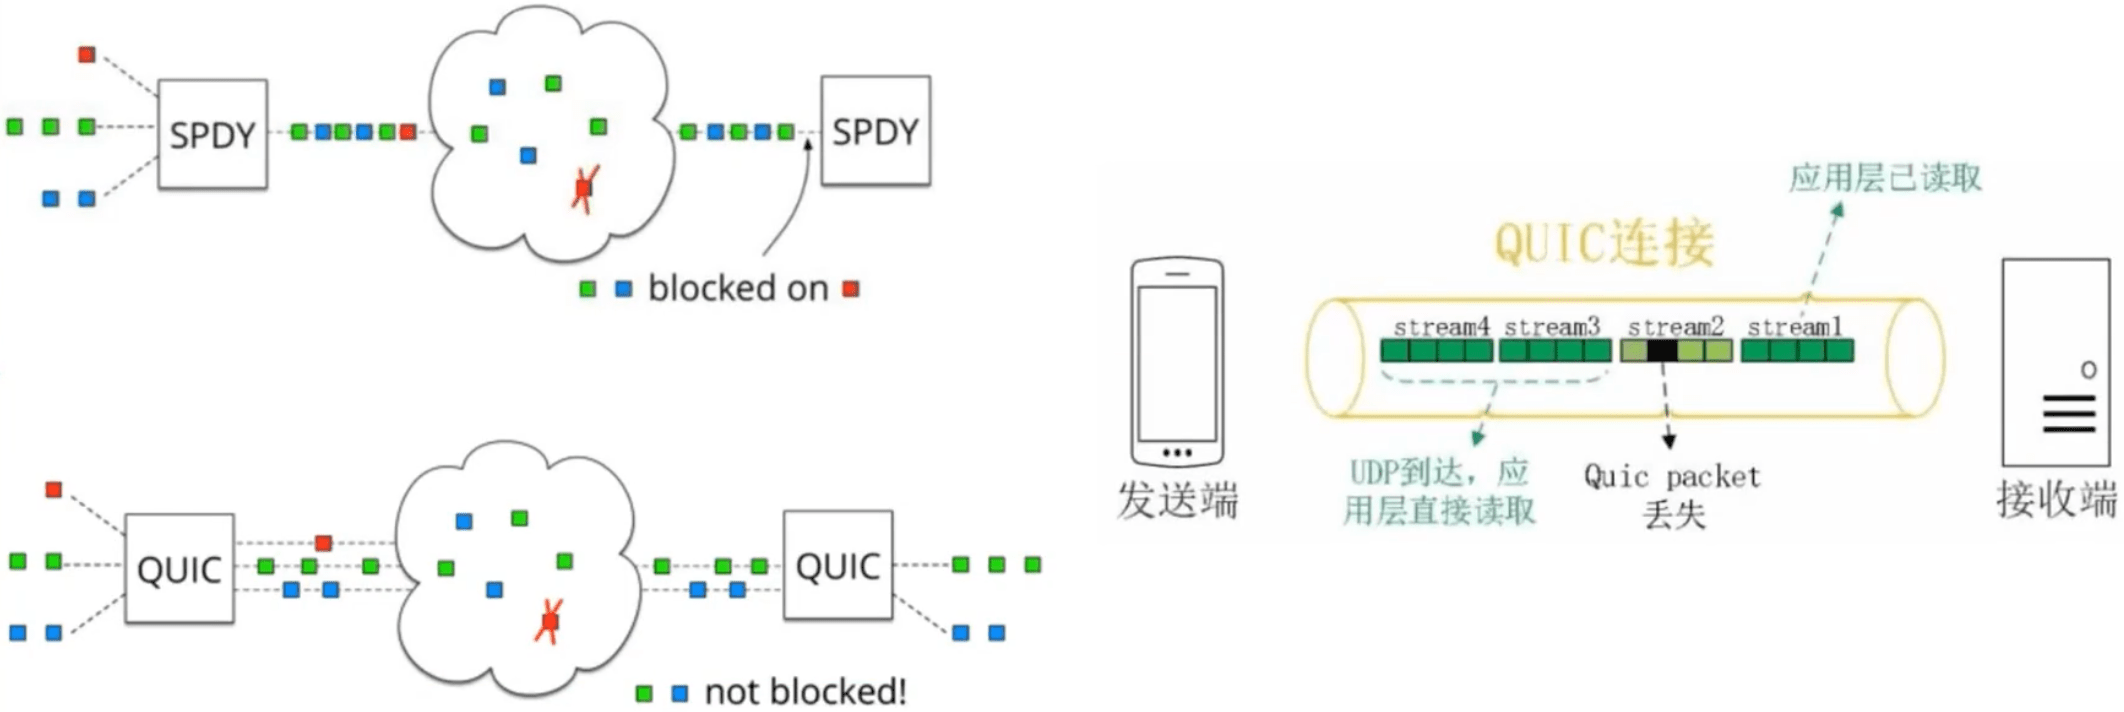 SPDY
SPDY
blocked on
QUIC
QUIC
not blocked!
应用层已读取
QUIC连接
stream4 stream3 stream2 stream1
UDP到达，应
用层直接读取
Quic packet
丢失
发送端
接收端